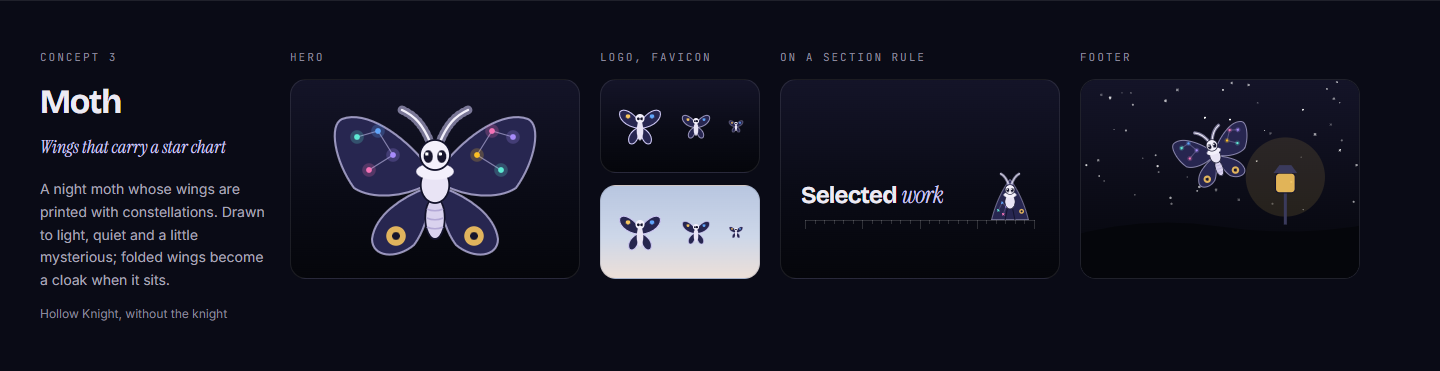 CONCEPT 3
Moth
Wings that carry a star chart
A night moth whose wings are
printed with constellations. Drawn
to light, quiet and a little
mysterious; folded wings become
a cloak when it sits.
Hollow Knight, without the knight
HERO
LOGO, FAVICON
ON A SECTION RULE
Selected work
FOOTER